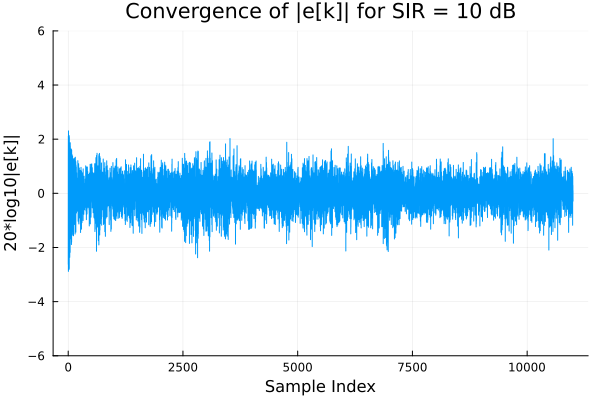 Convergence of |e[k]| for SIR = 10 dB
20*log10|e[k]|
6
4
2
0
−2
−4
−6
0 2500 5000 7500 10000
Sample Index